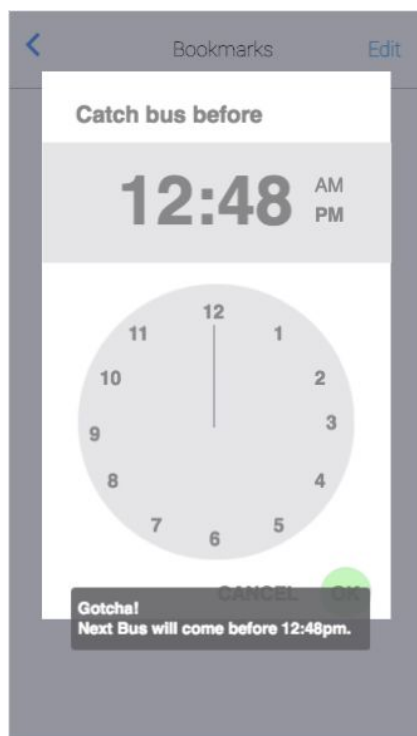 Bookmarks Edit
Catch bus before
12:48 AM
PM
12
11 1
10 2
9 3
8 4
7 5
6
CANCEL OK
Gotcha!
Next Bus will come before 12:48pm.